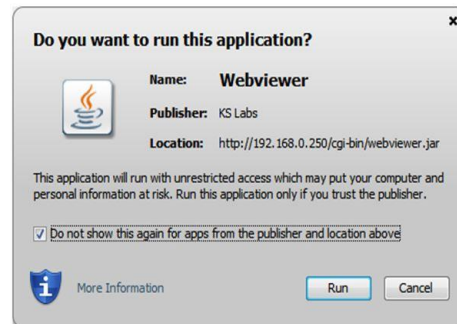 Do you want to run this application?
Name: Webviewer
Publisher: KS Labs
Location: http://192.168.0.250/cgi-bin/webviewer.jar
This application will run with unrestricted access which may put your computer and
personal information at risk. Run this application only if you trust the publisher.
Do not show this again for apps from the publisher and location above
More Information
Run
Cancel